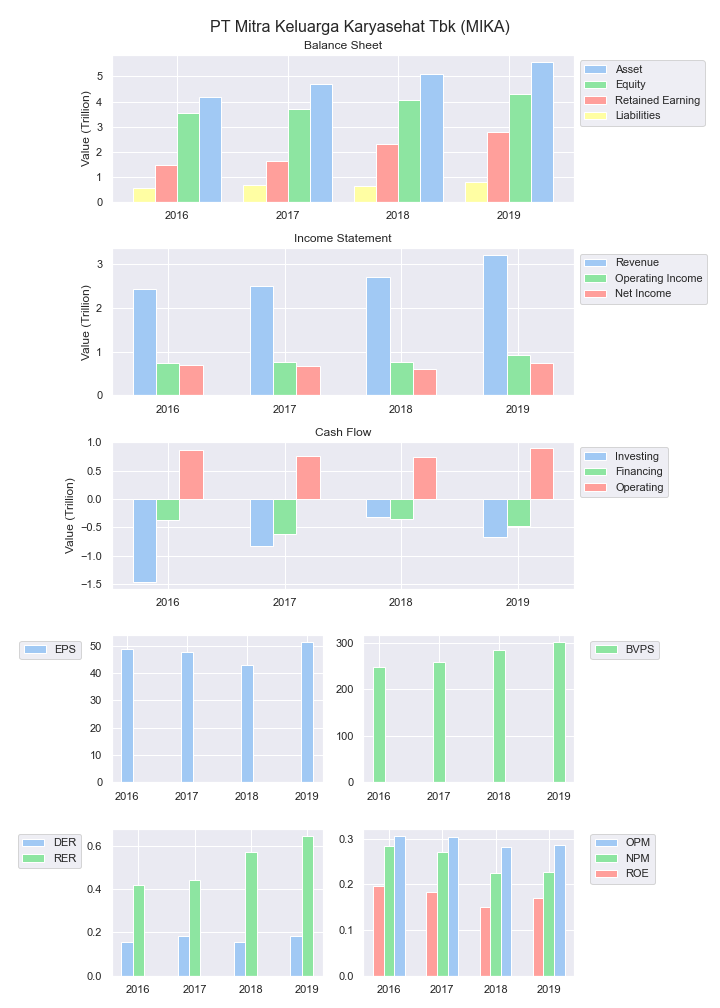 PT Mitra Keluarga Karyasehat Tbk (MIKA)
Balance Sheet
Value (Trillion)
5
4
3
2
1
0
2016 2017 2018 2019
Asset
Equity
Retained Earning
Liabilities
Income Statement
Value (Trillion)
3
2
1
0
2016 2017 2018 2019
Revenue
Operating Income
Net Income
Cash Flow
Value (Trillion)
1.0
0.5
0.0
−0.5
−1.0
−1.5
2016 2017 2018 2019
Investing
Financing
Operating
EPS
50
40
30
20
10
0
2016 2017 2018 2019
300
200
100
0
2016 2017 2018 2019
BVPS
DER
RER
0.6
0.4
0.2
0.0
2016 2017 2018 2019
0.3
0.2
0.1
0.0
2016 2017 2018 2019
OPM
NPM
ROE